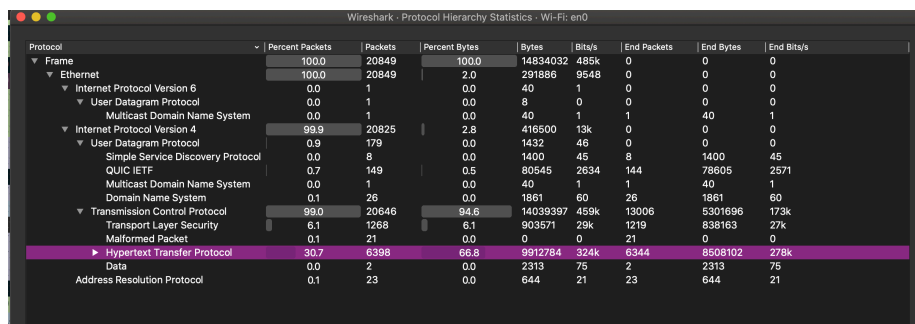 Wireshark · Protocol Hierarchy Statistics · Wi-Fi: en0
Protocol Percent Packets Packets Percent Bytes Bytes Bits/s End Packets End Bytes End Bits/s
Frame 100.0 20849 100.0 14834032 485k 0 0 0
Ethernet 100.0 20849 2.0 291886 9548 0 0 0
Internet Protocol Version 6 0.0 1 0.0 40 1 0 0 0
User Datagram Protocol 0.0 1 0.0 8 0 0 0 0
Multicast Domain Name System 0.0 1 0.0 40 1 1 40 1
Internet Protocol Version 4 99.9 20825 2.8 416500 13k 0 0 0
User Datagram Protocol 0.9 179 0.0 1432 46 0 0 0
Simple Service Discovery Protocol 0.0 8 0.0 1400 45 8 1400 45
QUIC IETF 0.7 149 0.5 80545 2634 144 78605 2571
Multicast Domain Name System 0.0 1 0.0 40 1 1 40 1
Domain Name System 0.1 26 0.0 1861 60 26 1861 60
Transmission Control Protocol 99.0 20646 94.6 14039397 459k 13006 5301696 173k
Transport Layer Security 6.1 1268 6.1 903571 29k 1219 838163 27k
Malformed Packet 0.1 21 0.0 0 0 21 0 0
Hypertext Transfer Protocol 30.7 6398 66.8 9912784 324k 6344 8508102 278k
Data 0.0 2 0.0 2313 75 2 2313 75
Address Resolution Protocol 0.1 23 0.0 644 21 23 644 21